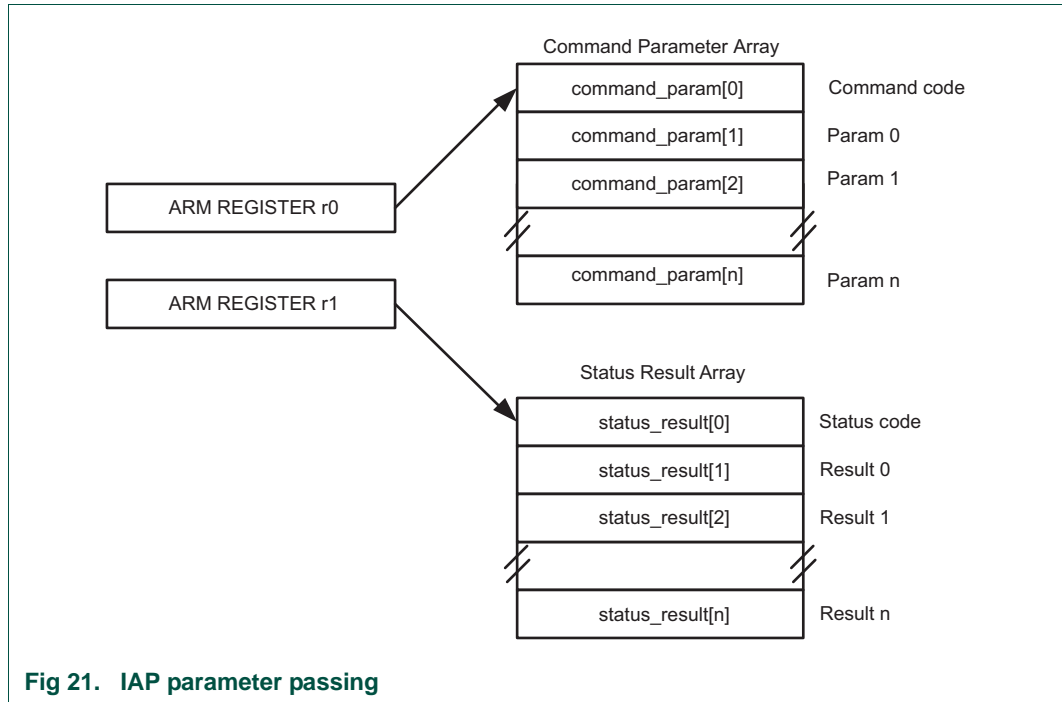 Command Parameter Array
command_param[0] Command code
command_param[1] Param 0
command_param[2] Param 1
ARM REGISTER r0
command_param[n] Param n
ARM REGISTER r1
Status Result Array
status_result[0] Status code
status_result[1] Result 0
status_result[2] Result 1
status_result[n] Result n
Fig 21. IAP parameter passing